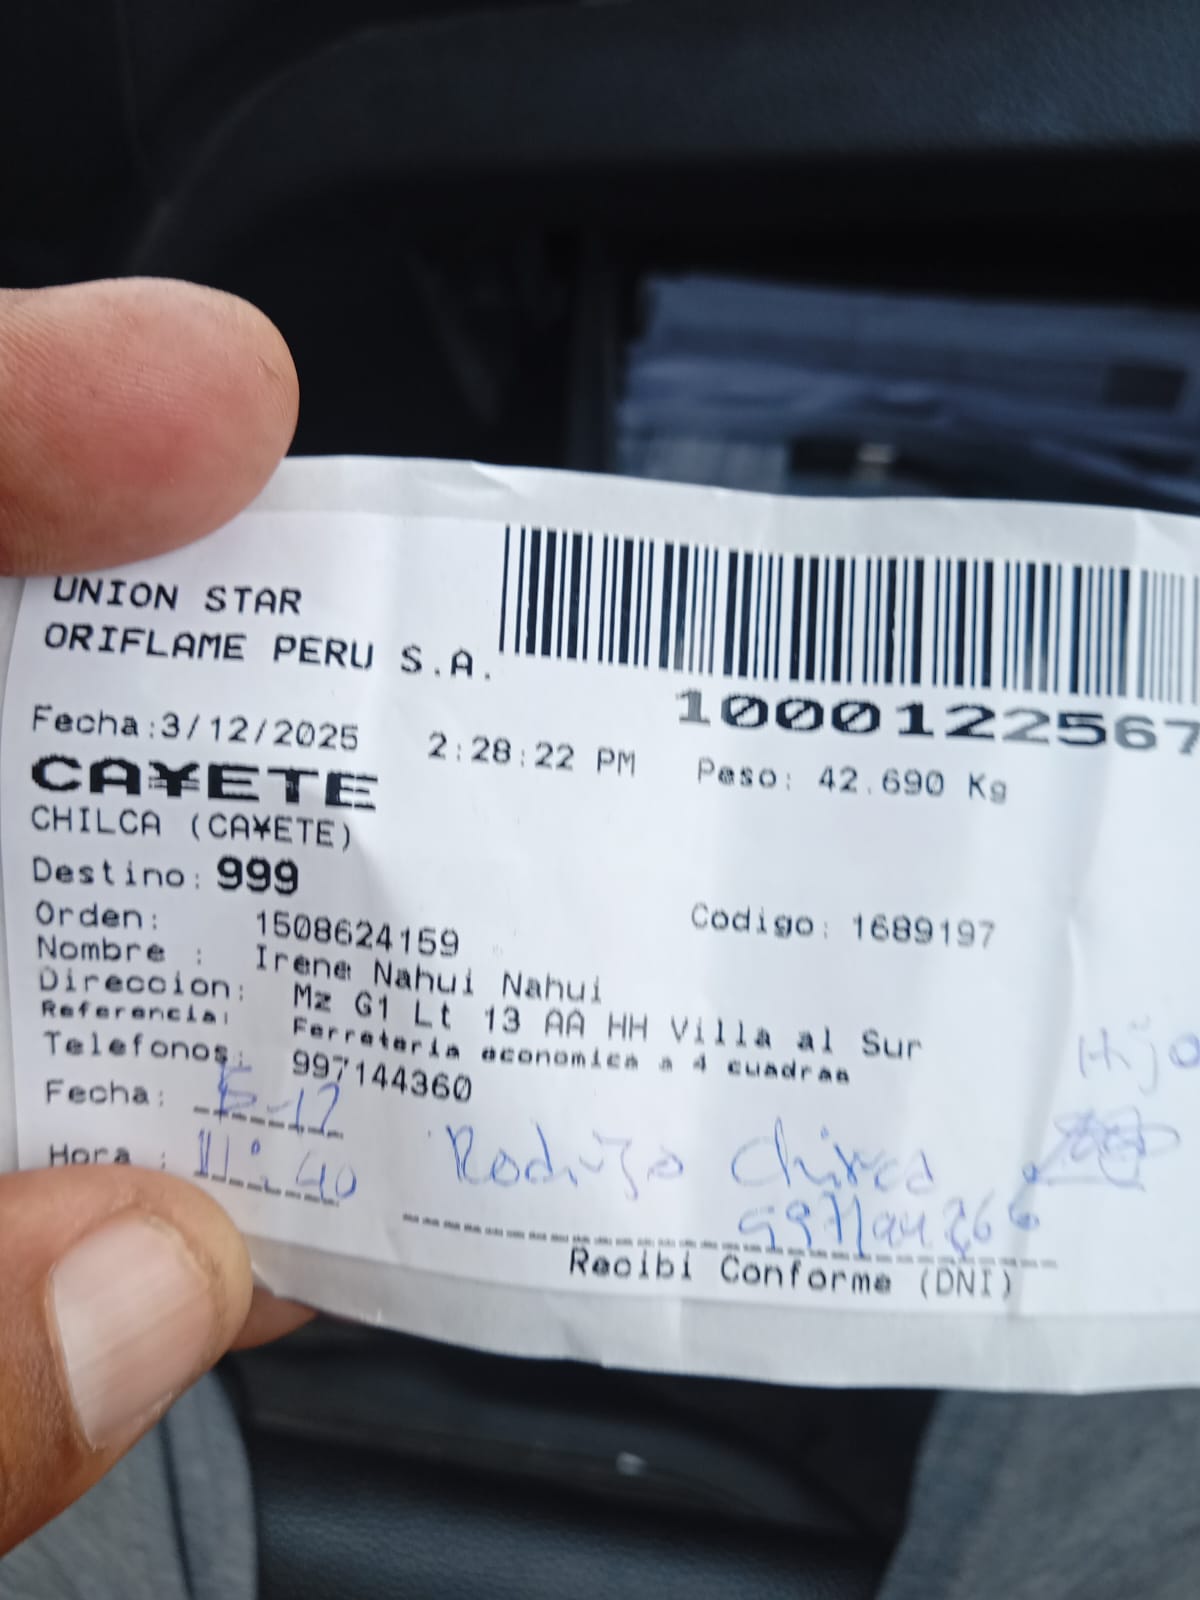 UNION STAR
ORIFLAME PERU S.A.
1000122567
Fecha:3/12/2025 2:28:22 PM Peso: 42.690 Kg
CA¥ETE
CHILCA (CA¥ETE)
Destino: 999
Orden: 1508624159 Codigo: 1689197
Nombre : Irene Nahui Nahui
Direccion: Mz G1 Lt 13 AA HH Villa al Sur
Referencia: Ferreteria economica a 4 cuadras
Telefonos: 997144360
Hijo
Fecha: 5-12
Hora : 11:40 Rodrigo
Recibi Conforme (DNI)